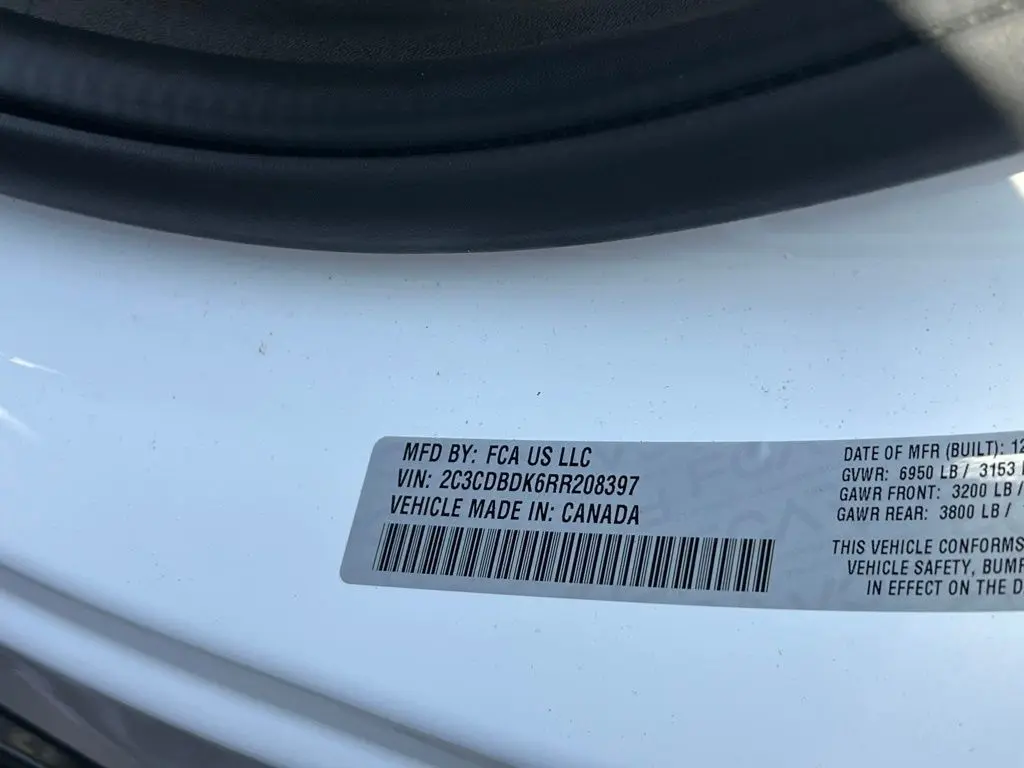 MFD BY: FCA US LLC
VIN: 2C3CDBDK6RR208397
VEHICLE MADE IN: CANADA
DATE OF MFR (BUILT): 12
GVWR: 6950 LB / 3153
GAWR FRONT: 3200 LB /
GAWR REAR: 3800 LB /
THIS VEHICLE CONFORMS
VEHICLE SAFETY, BUMP
IN EFFECT ON THE D